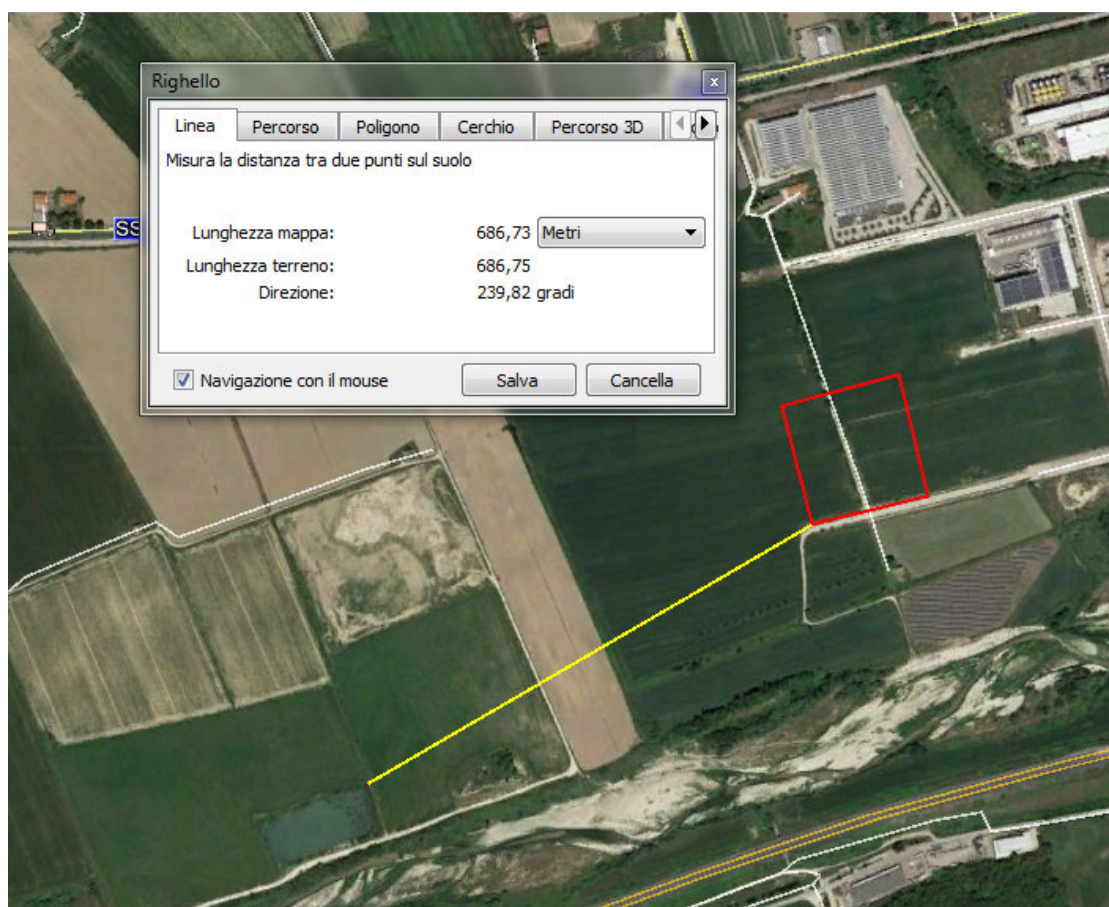 Righello
Linea Percorso Poligono Cerchio Percorso 3D
Misura la distanza tra due punti sul suolo
Lunghezza mappa: 686,73 Metri
Lunghezza terreno: 686,75
Direzione: 239,82 gradi
Navigazione con il mouse Salva Cancella
SS